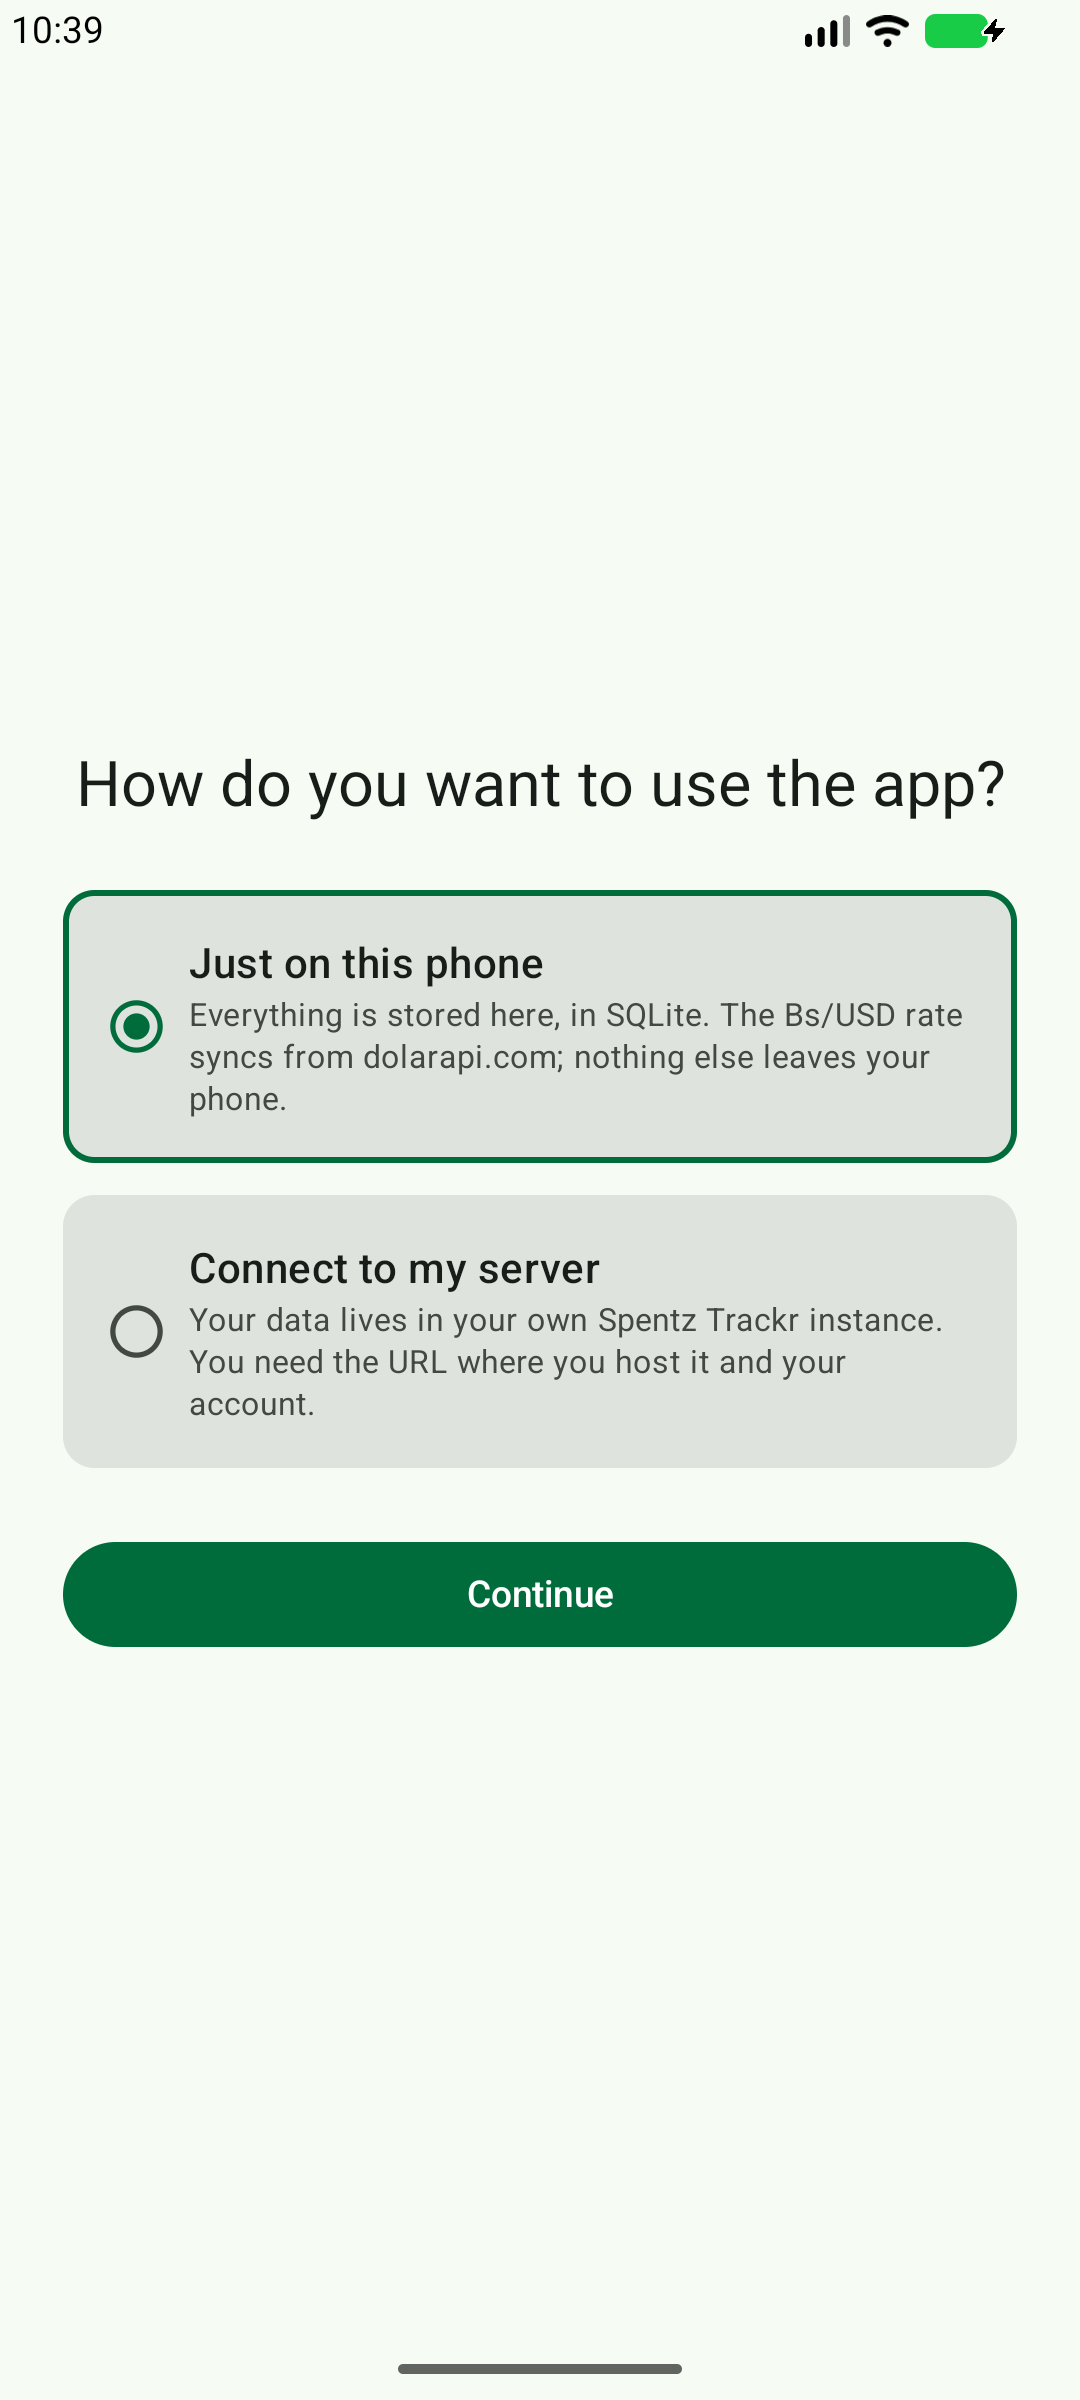 10:39
How do you want to use the app?
Just on this phone
Everything is stored here, in SQLite. The Bs/USD rate
syncs from dolarapi.com; nothing else leaves your
phone.
Connect to my server
Your data lives in your own Spentz Trackr instance.
You need the URL where you host it and your
account.
Continue